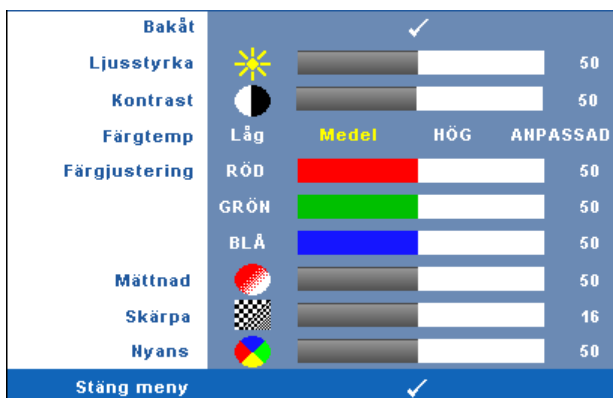 Bakåt
Ljusstyrka 50
Kontrast 50
Färgtemp Låg Medel HÖG ANPASSAD
Färgjustering RÖD 50
GRÖN 50
BLÅ 50
Mättnad 50
Skärpa 16
Nyans 50
Stäng meny